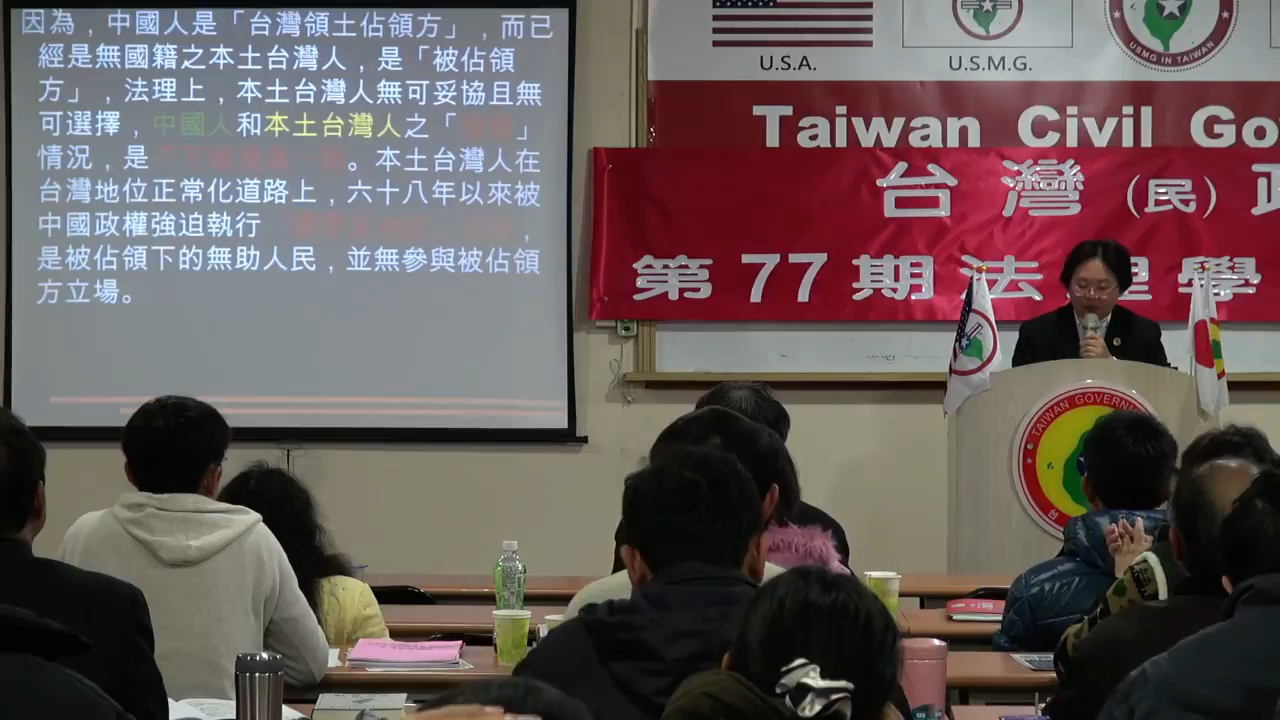 因為，中國人是「台灣領土佔領方」，而已
經是無國籍之本土台灣人，是「被佔領
方」，法理上，本土台灣人無可妥協且無
可選擇，中國人和本土台灣人之「」
情況，是。本土台灣人在
台灣地位正常化道路上，六十八年以來被
中國政權強迫執行，
是被佔領下的無助人民，並無參與被佔領
方立場。
U.S.A.
U.S.M.G.
USMG IN TAIWAN
Taiwan Civil Go
台灣（民）政
第77期法理學
TAIWAN GOVERN
台